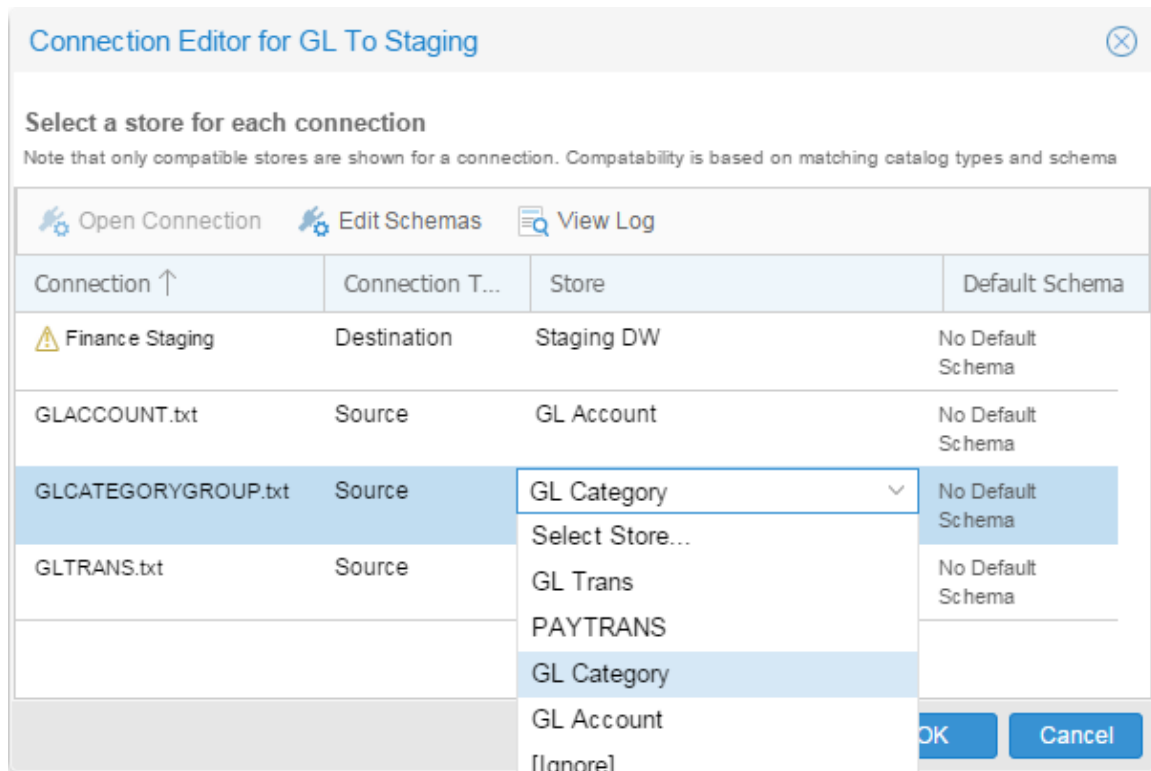 Connection Editor for GL To Staging
Select a store for each connection
Note that only compatible stores are shown for a connection. Compatability is based on matching catalog types and schema
Open Connection Edit Schemas View Log
Connection Connection T... Store Default Schema
Finance Staging Destination Staging DW No Default
Schema
GLACCOUNT.txt Source GL Account No Default
Schema
GLCATEGORYGROUP.txt Source GL Category No Default
Schema
Select Store...
GLTRANS.txt Source GL Trans No Default
Schema
PAYTRANS
GL Category
GL Account
OK Cancel
[Ignore]